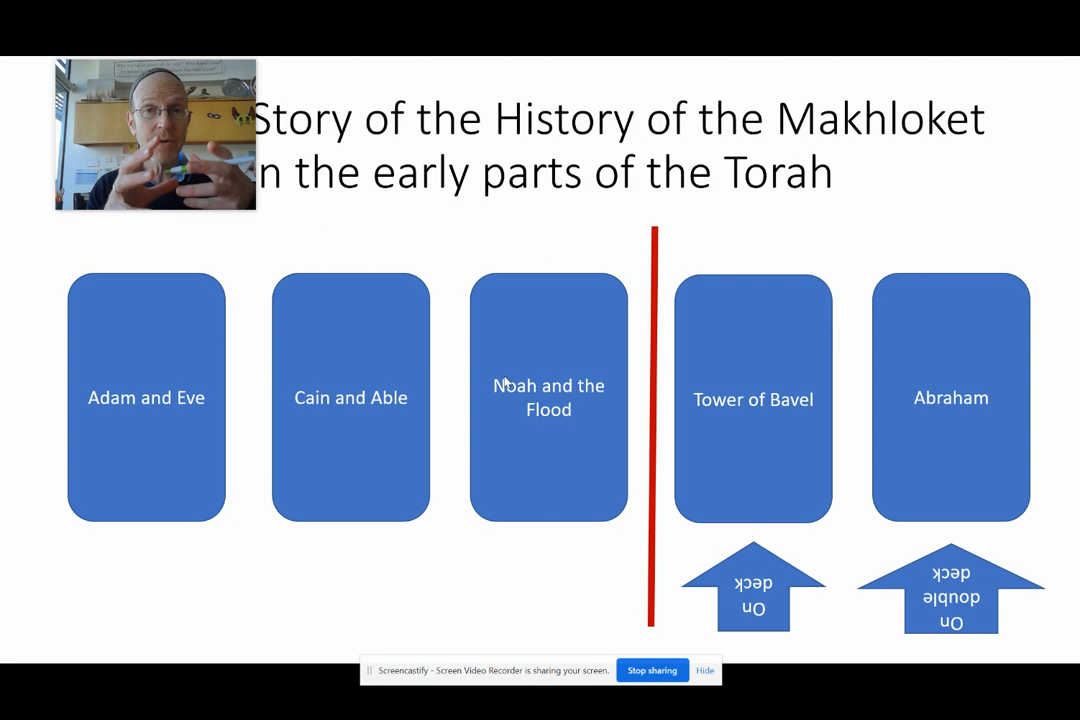 Story of the History of the Makhloket
n the early parts of the Torah
Adam and Eve
Cain and Able
Noah and the
Flood
Tower of Bavel
Abraham
On
deck
On
double
deck
Screencastify - Screen Video Recorder is sharing your screen.
Stop sharing
Hide